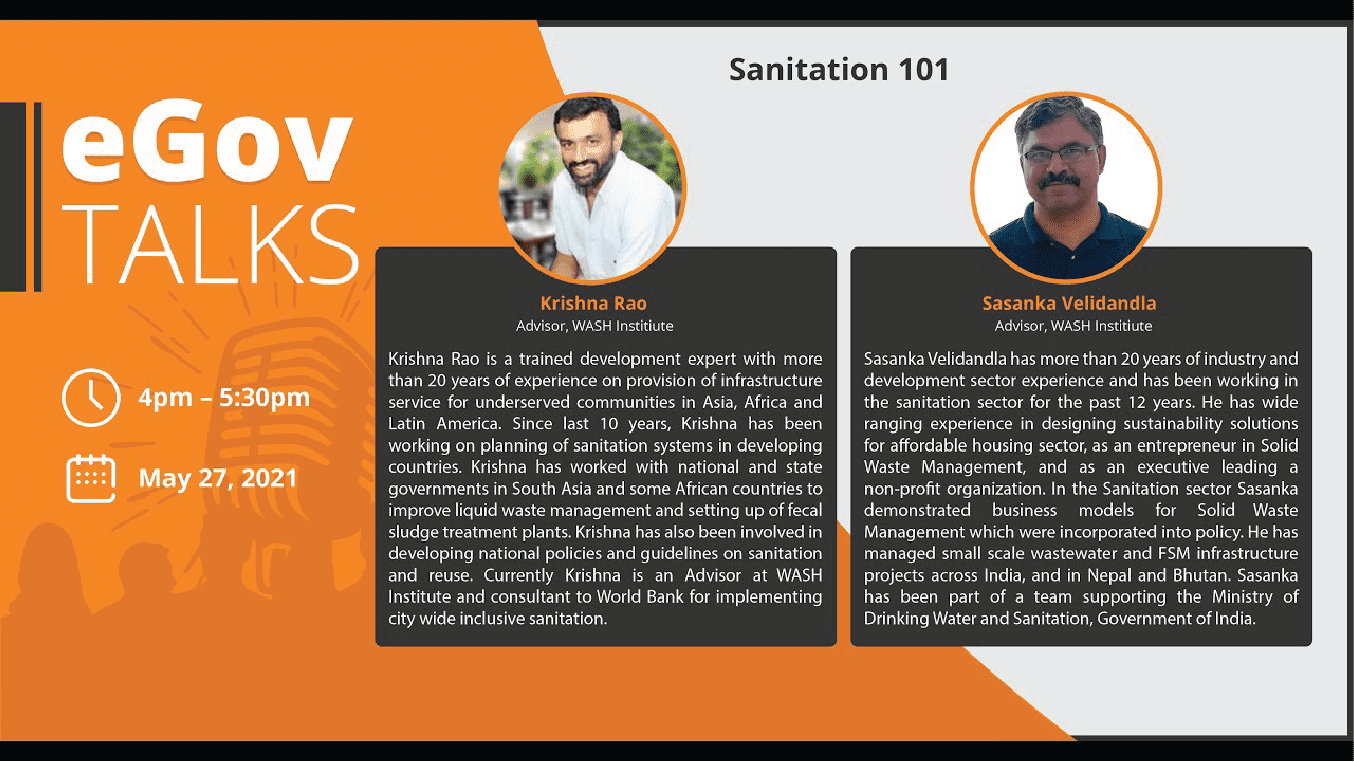 Sanitation 101
eGov
TALKS
4pm – 5:30pm
May 27, 2021
Krishna Rao
Advisor, WASH Institiute
Krishna Rao is a trained development expert with more
than 20 years of experience on provision of infrastructure
service for underserved communities in Asia, Africa and
Latin America. Since last 10 years, Krishna has been
working on planning of sanitation systems in developing
countries. Krishna has worked with national and state
governments in South Asia and some African countries to
improve liquid waste management and setting up of fecal
sludge treatment plants. Krishna has also been involved in
developing national policies and guidelines on sanitation
and reuse. Currently Krishna is an Advisor at WASH
Institute and consultant to World Bank for implementing
city wide inclusive sanitation.
Sasanka Velidandla
Advisor, WASH Institiute
Sasanka Velidandla has more than 20 years of industry and
development sector experience and has been working in
the sanitation sector for the past 12 years. He has wide
ranging experience in designing sustainability solutions
for affordable housing sector, as an entrepreneur in Solid
Waste Management, and as an executive leading a
non-profit organization. In the Sanitation sector Sasanka
demonstrated business models for Solid Waste
Management which were incorporated into policy. He has
managed small scale wastewater and FSM infrastructure
projects across India, and in Nepal and Bhutan. Sasanka
has been part of a team supporting the Ministry of
Drinking Water and Sanitation, Government of India.